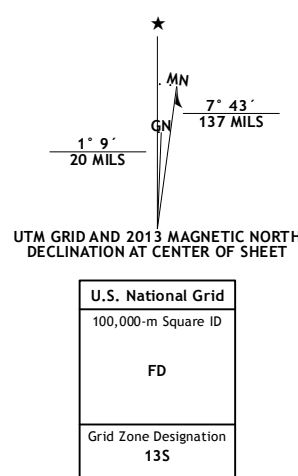 ★
MN
7° 43´
137 MILS
GN
1° 9´
20 MILS
UTM GRID AND 2013 MAGNETIC NORTH
DECLINATION AT CENTER OF SHEET
U.S. National Grid
100,000-m Square ID
FD
Grid Zone Designation
13S